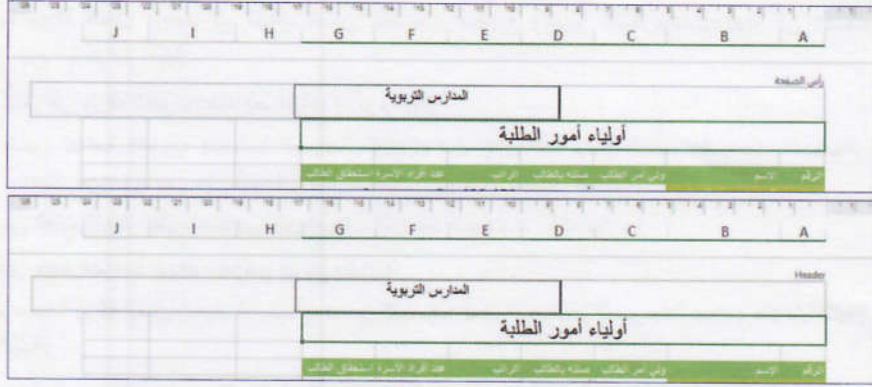 A B C D E F G H I J
رأس الصفحة
المدارس التربوية
أولياء أمور الطلبة
الرقم الاسم ولي أمر الطالب صلته بالطالب الراتب عدد أفراد الأسرة استحقاق الطالب
A B C D E F G H I J
Header
المدارس التربوية
أولياء أمور الطلبة
الرقم الاسم ولي أمر الطالب صلته بالطالب الراتب عدد أفراد الأسرة استحقاق الطالب